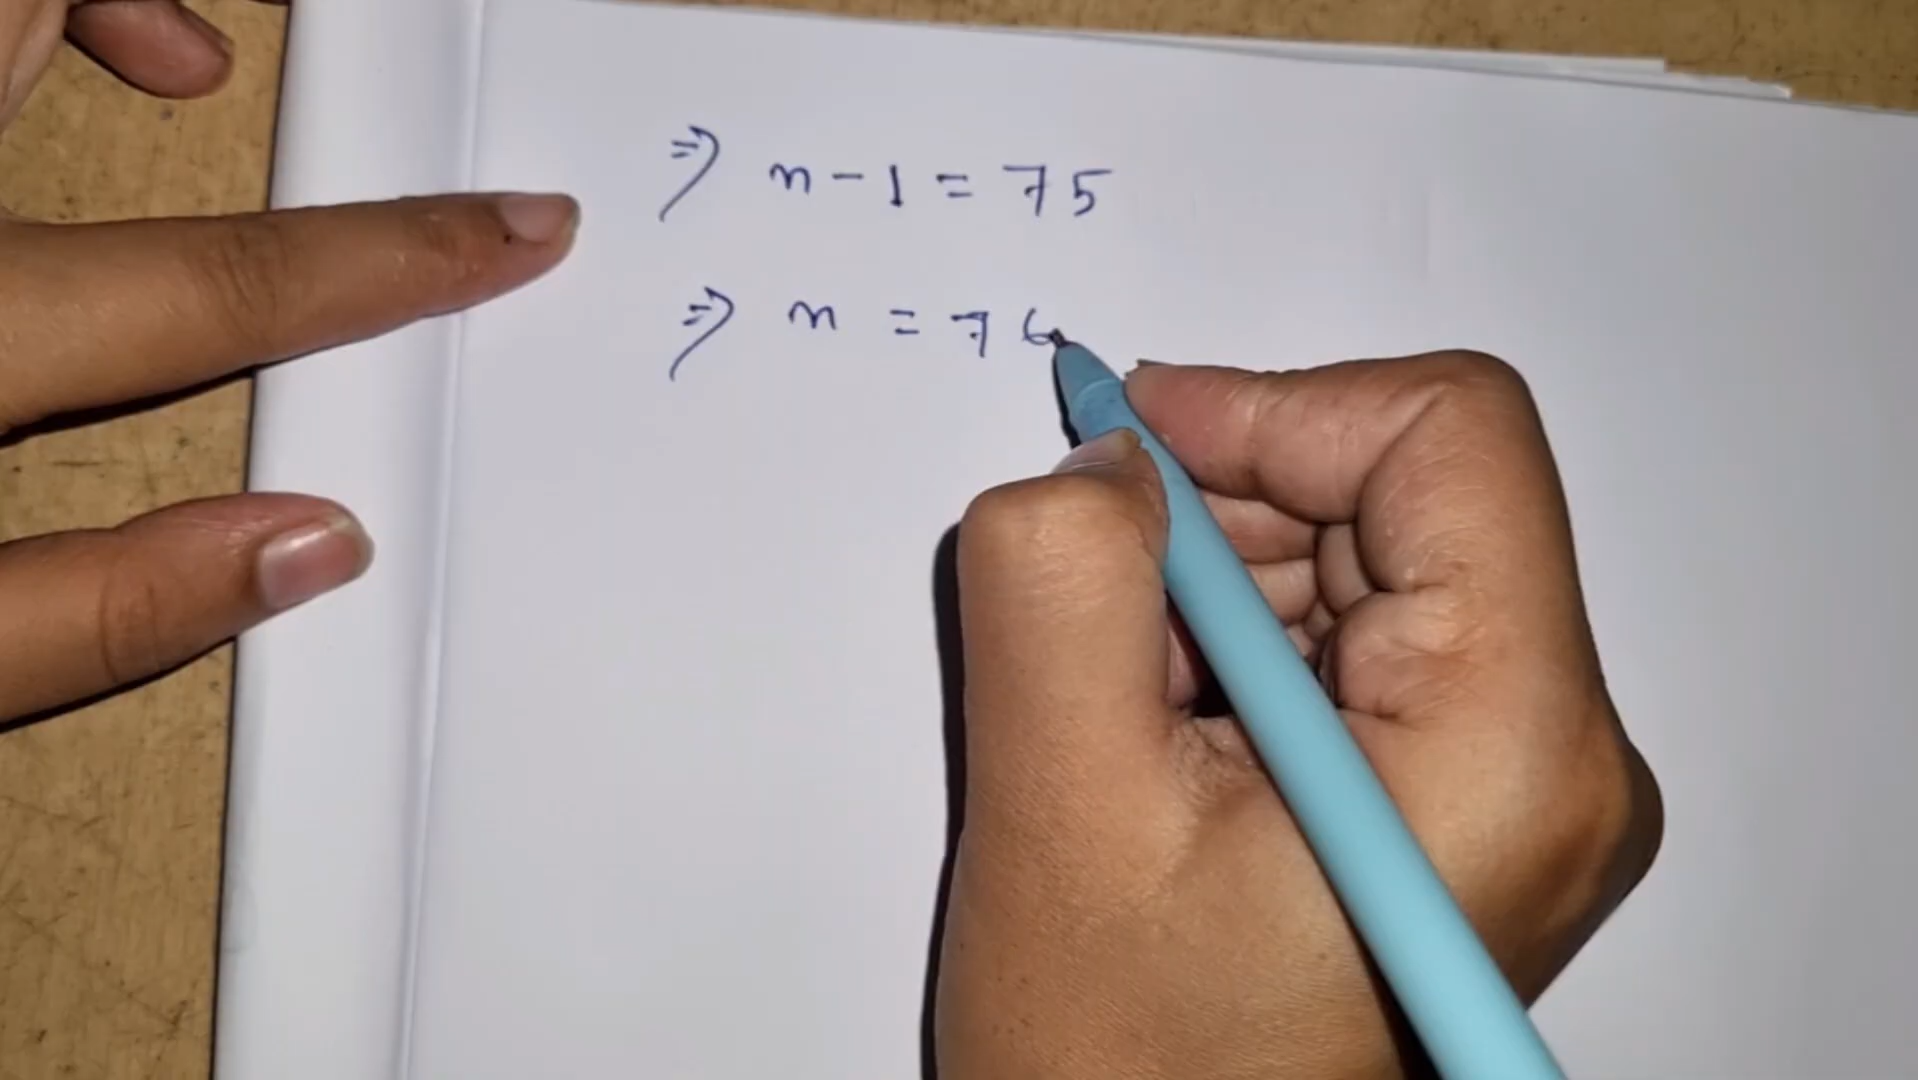 ⇒ n - 1 = 75
⇒ n = 76